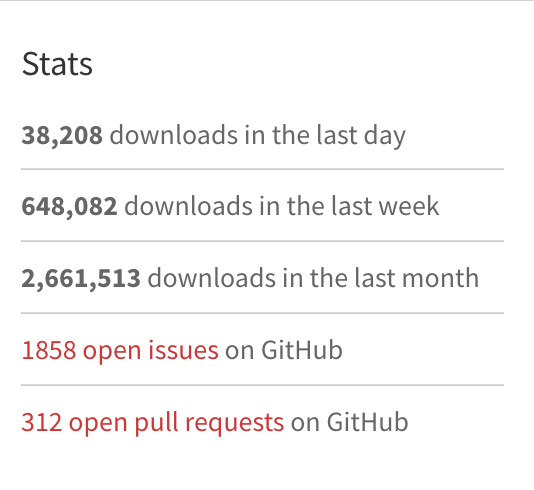 Stats
38,208 downloads in the last day
648,082 downloads in the last week
2,661,513 downloads in the last month
1858 open issues on GitHub
312 open pull requests on GitHub